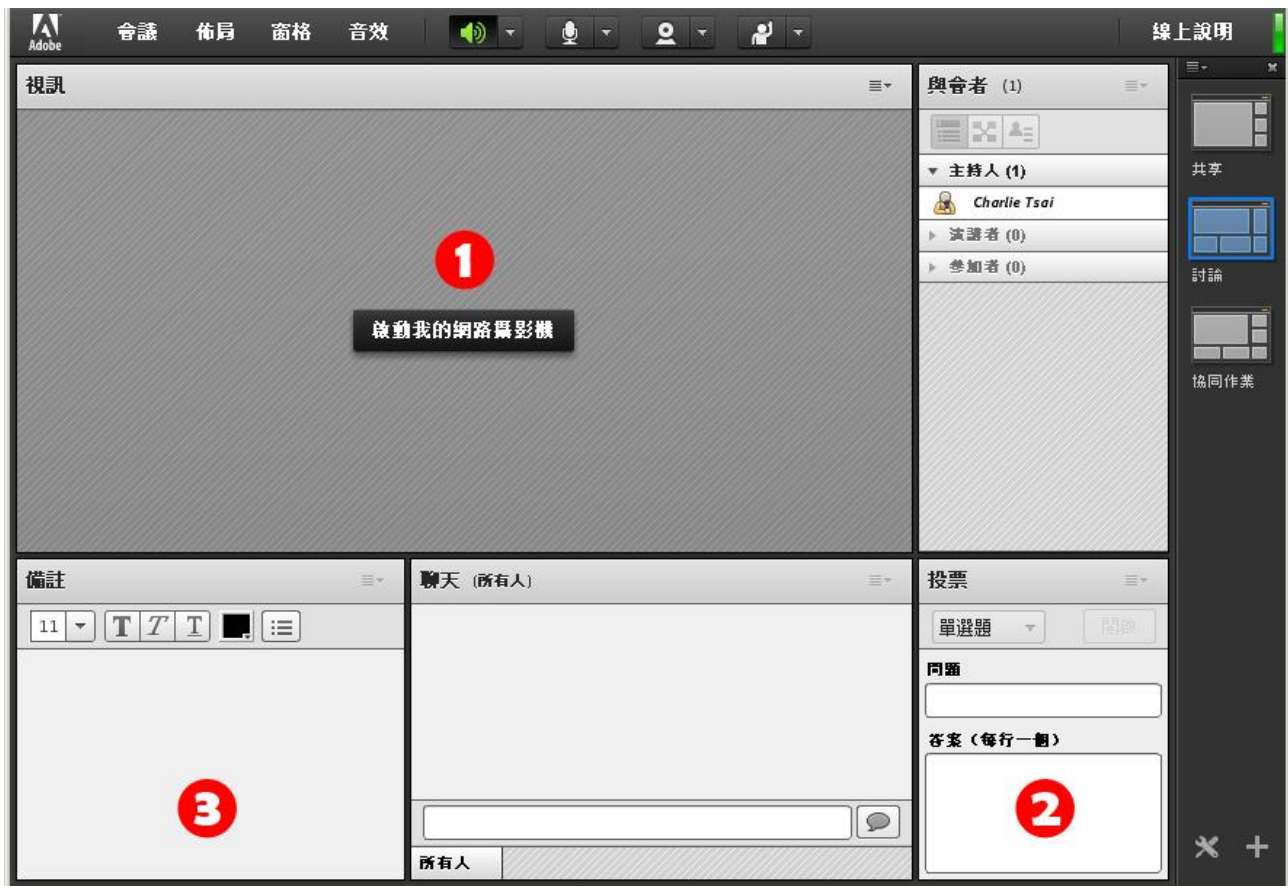 Adobe 會議 佈局 窗格 音效 線上說明
視訊
與會者 (1)
主持人 (1)
Charlie Tsai
演講者 (0)
參加者 (0)
共享
討論
協同作業
1
啟動我的網路攝影機
備註
11 T T T
3
聊天 (所有人)
所有人
投票
單選題 開啟
問題
答案（每行一個）
2